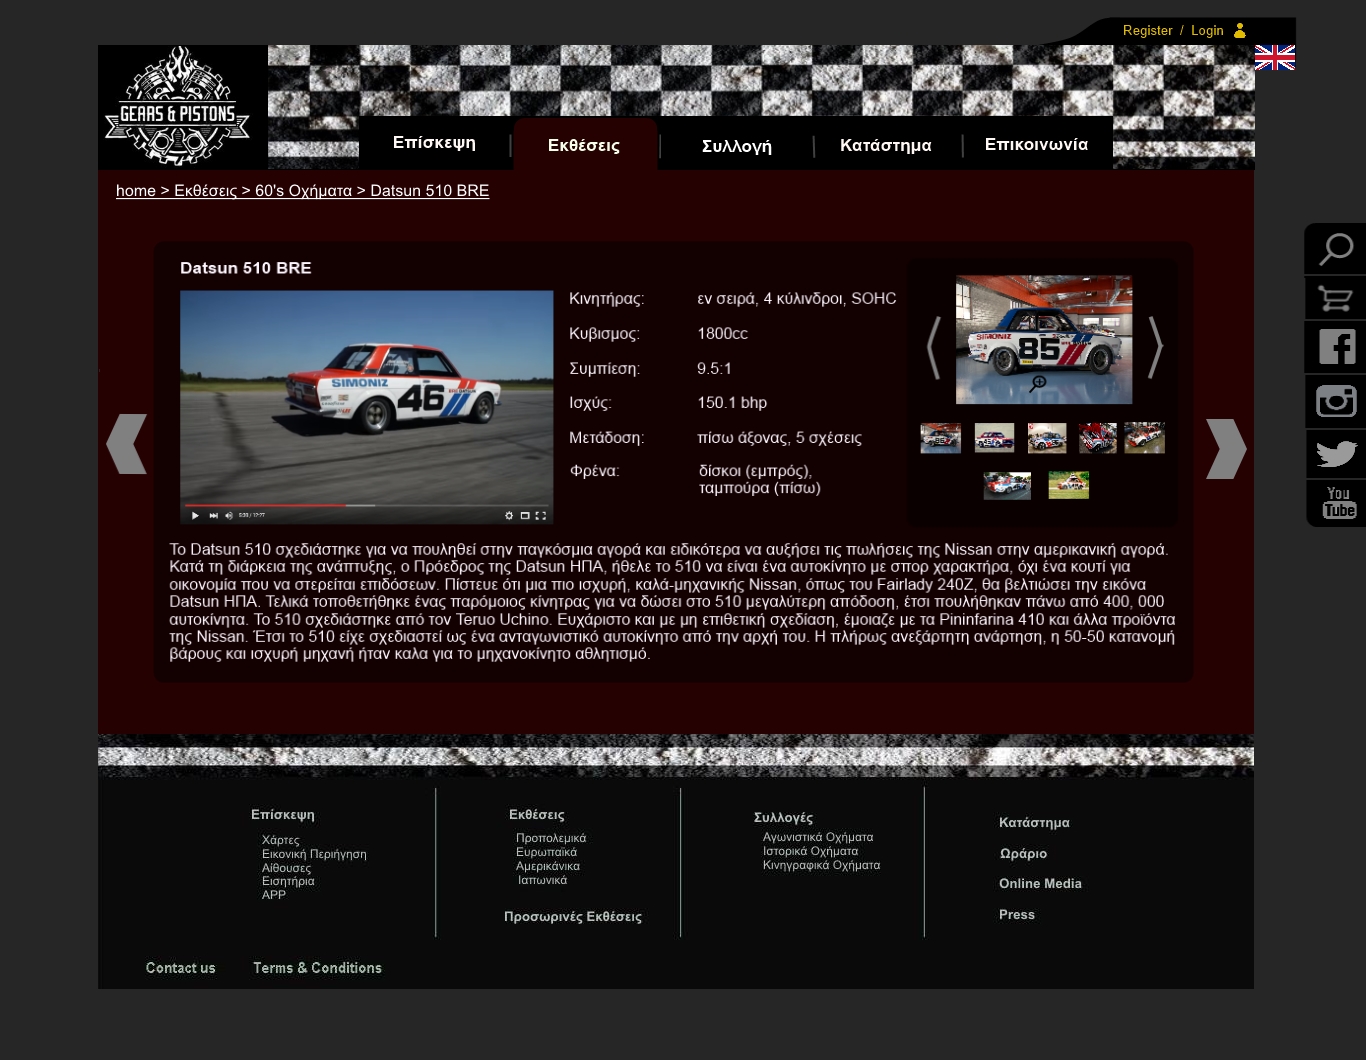 Register / Login
GEARS & PISTONS
Επίσκεψη
Εκθέσεις
Συλλογή
Κατάστημα
Επικοινωνία
home > Εκθέσεις > 60's Οχήματα > Datsun 510 BRE
Datsun 510 BRE
Κινητήρας: εν σειρά, 4 κύλινδροι, SOHC
Κυβισμος: 1800cc
Συμπίεση: 9.5:1
Ισχύς: 150.1 bhp
Μετάδοση: πίσω άξονας, 5 σχέσεις
Φρένα: δίσκοι (εμπρός),
ταμπούρα (πίσω)
SIMONIZ
46
SIMONIZ
85
Το Datsun 510 σχεδιάστηκε για να πουληθεί στην παγκόσμια αγορά και ειδικότερα να αυξήσει τις πωλήσεις της Nissan στην αμερικανική αγορά.
Κατά τη διάρκεια της ανάπτυξης, ο Πρόεδρος της Datsun ΗΠΑ, ήθελε το 510 να είναι ένα αυτοκίνητο με σπορ χαρακτήρα, όχι ένα κουτί για
οικονομία που να στερείται επιδόσεων. Πίστευε ότι μια πιο ισχυρή, καλά-μηχανικής Nissan, όπως του Fairlady 240Z, θα βελτιώσει την εικόνα
Datsun ΗΠΑ. Τελικά τοποθετήθηκε ένας παρόμοιος κίνητρας για να δώσει στο 510 μεγαλύτερη απόδοση, έτσι πουλήθηκαν πάνω από 400, 000
αυτοκίνητα. Το 510 σχεδιάστηκε από τον Teruo Uchino. Ευχάριστο και με μη επιθετική σχεδίαση, έμοιαζε με τα Pininfarina 410 και άλλα προϊόντα
της Nissan. Έτσι το 510 είχε σχεδιαστεί ως ένα ανταγωνιστικό αυτοκίνητο από την αρχή του. Η πλήρως ανεξάρτητη ανάρτηση, η 50-50 κατανομή
βάρους και ισχυρή μηχανή ήταν καλα για το μηχανοκίνητο αθλητισμό.
You
Tube
Επίσκεψη
Χάρτες
Εικονική Περιήγηση
Αίθουσες
Εισητήρια
APP
Εκθέσεις
Προπολεμικά
Ευρωπαϊκά
Αμερικάνικα
Ιαπωνικά
Προσωρινές Εκθέσεις
Συλλογές
Αγωνιστικά Οχήματα
Ιστορικά Οχήματα
Κινηγραφικά Οχήματα
Κατάστημα
Ωράριο
Online Media
Press
Contact us
Terms & Conditions